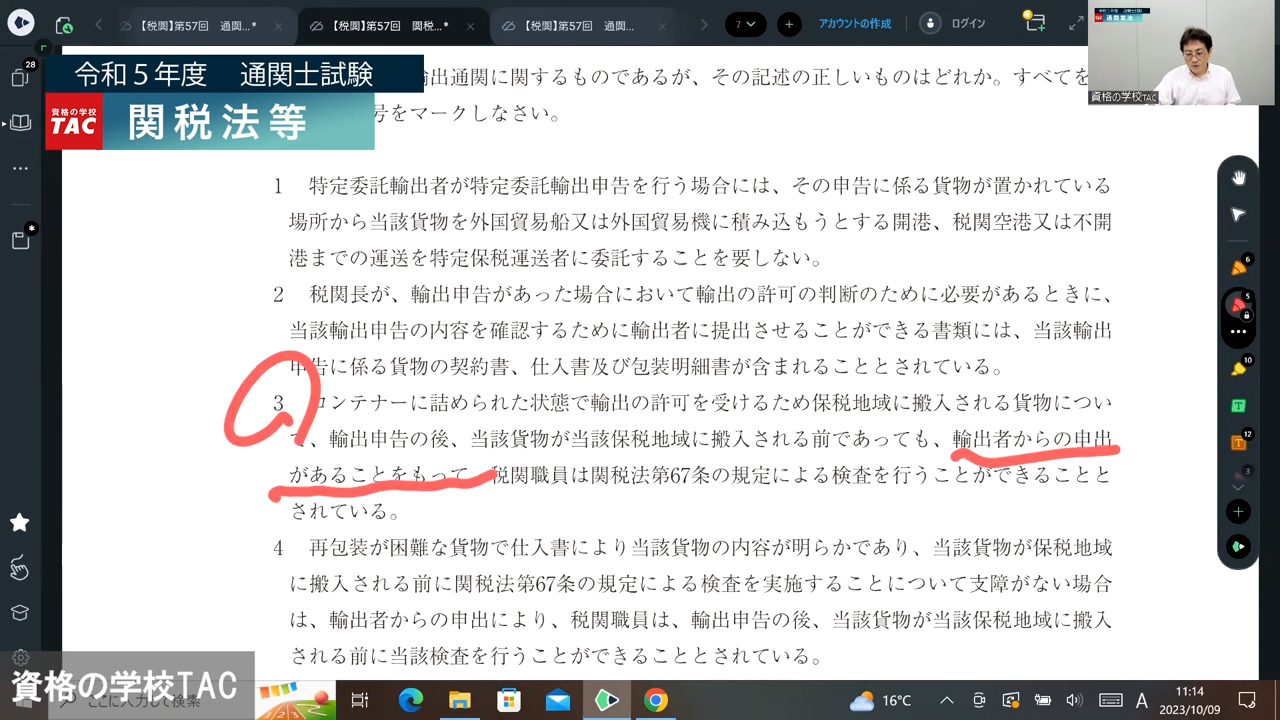 【税関】第57回　通関...*
【税関】第57回　関税...*
【税関】第57回　通関...
7
アカウントの作成
ログイン
TAC
通関業法
資格の学校TAC
28
令和５年度　通関士試験
資格の学校
TAC
関税法等
輸出通関に関するものであるが、その記述の正しいものはどれか。すべてを
号をマークしなさい。
1　特定委託輸出者が特定委託輸出申告を行う場合には、その申告に係る貨物が置かれている
場所から当該貨物を外国貿易船又は外国貿易機に積み込もうとする開港、税関空港又は不開
港までの運送を特定保税運送者に委託することを要しない。
2　税関長が、輸出申告があった場合において輸出の許可の判断のために必要があるときに、
当該輸出申告の内容を確認するために輸出者に提出させることができる書類には、当該輸出
申告に係る貨物の契約書、仕入書及び包装明細書が含まれることとされている。
3　コンテナーに詰められた状態で輸出の許可を受けるため保税地域に搬入される貨物につい
て、輸出申告の後、当該貨物が当該保税地域に搬入される前であっても、輸出者からの申出
があることをもって、税関職員は関税法第67条の規定による検査を行うことができることと
されている。
4　再包装が困難な貨物で仕入書により当該貨物の内容が明らかであり、当該貨物が保税地域
に搬入される前に関税法第67条の規定による検査を実施することについて支障がない場合
は、輸出者からの申出により、税関職員は、輸出申告の後、当該貨物が当該保税地域に搬入
される前に当該検査を行うことができることとされている。
6
5
10
T
12
T
3
資格の学校TAC
ここに入力して検索
16℃
A
11:14
2023/10/09